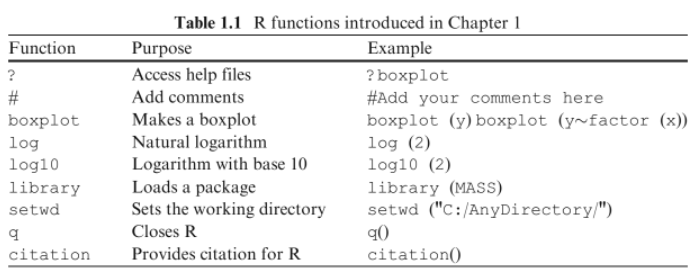 Table 1.1 R functions introduced in Chapter 1
Function Purpose Example
? Access help files ?boxplot
# Add comments #Add your comments here
boxplot Makes a boxplot boxplot (y) boxplot (y~factor (x))
log Natural logarithm log (2)
log10 Logarithm with base 10 log10 (2)
library Loads a package library (MASS)
setwd Sets the working directory setwd ("C:/AnyDirectory/")
q Closes R q()
citation Provides citation for R citation()